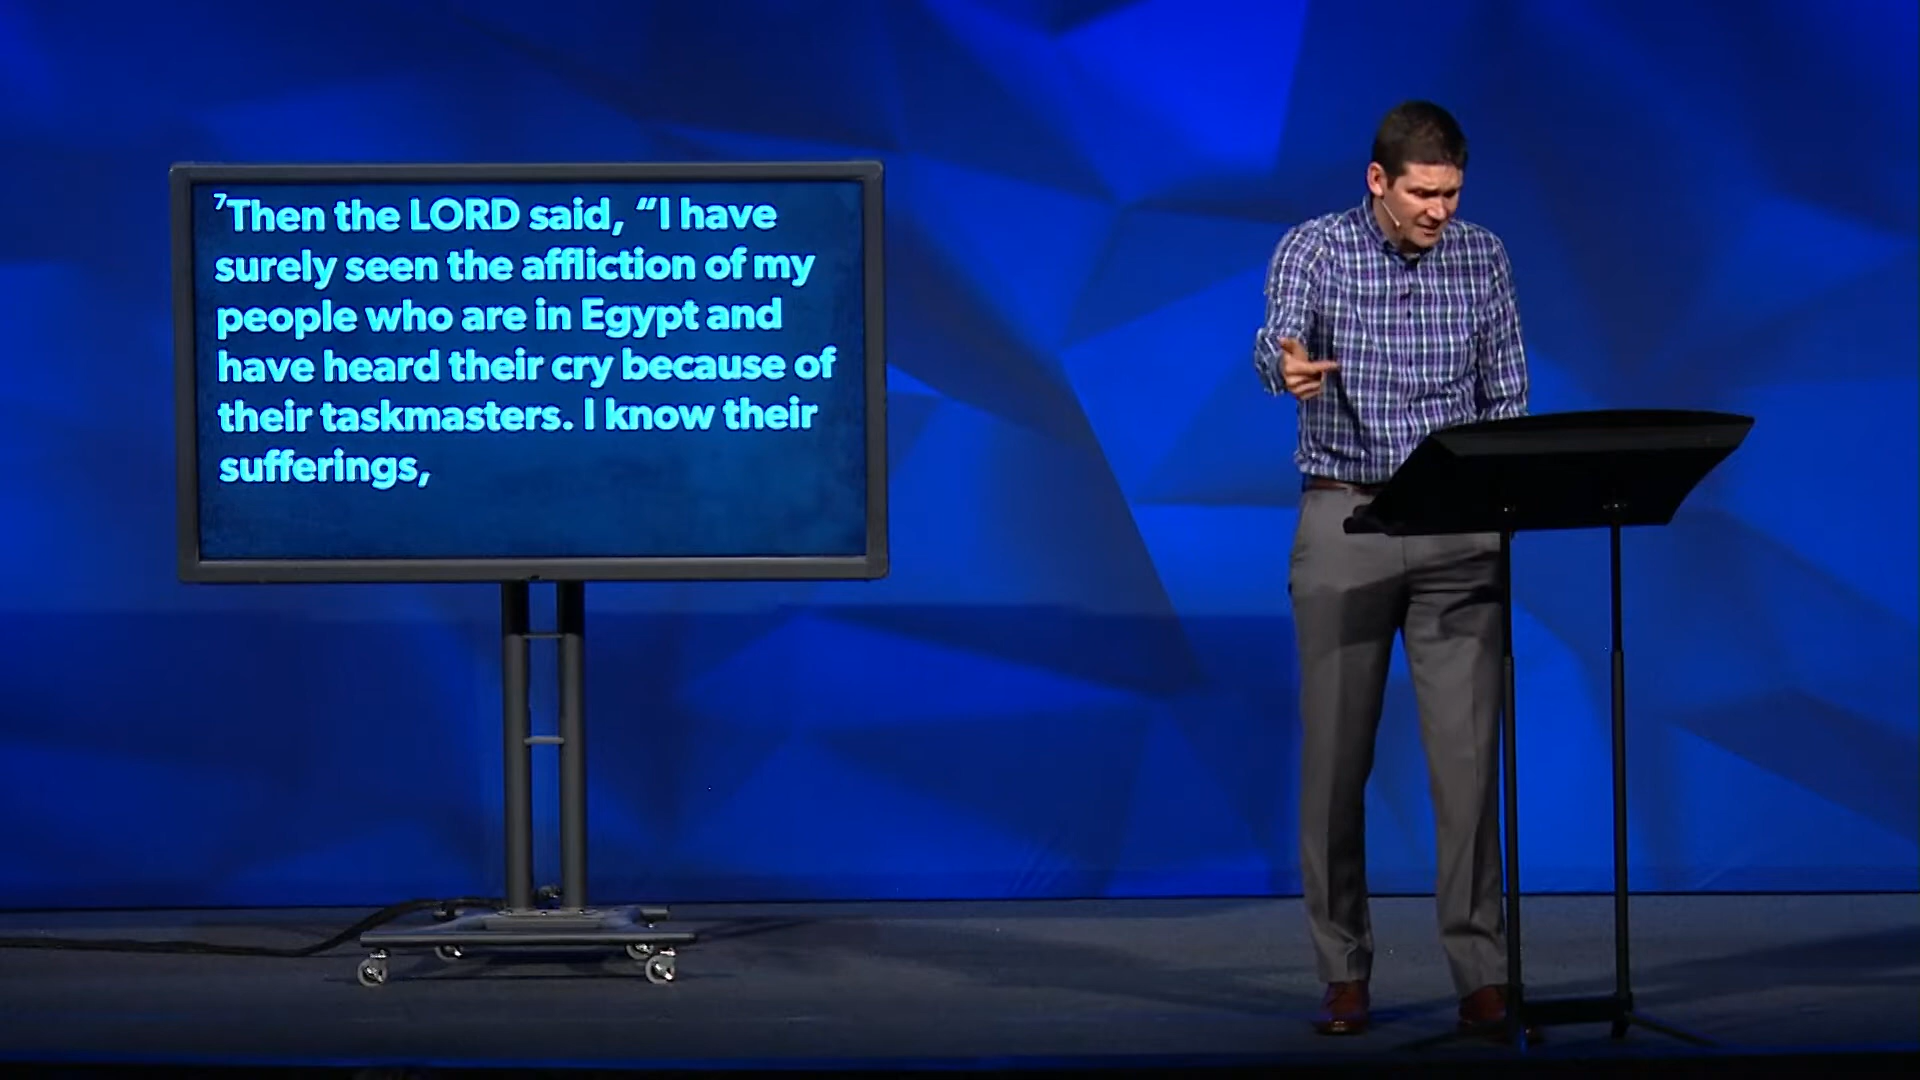 ⁷Then the LORD said, “I have
surely seen the affliction of my
people who are in Egypt and
have heard their cry because of
their taskmasters. I know their
sufferings,